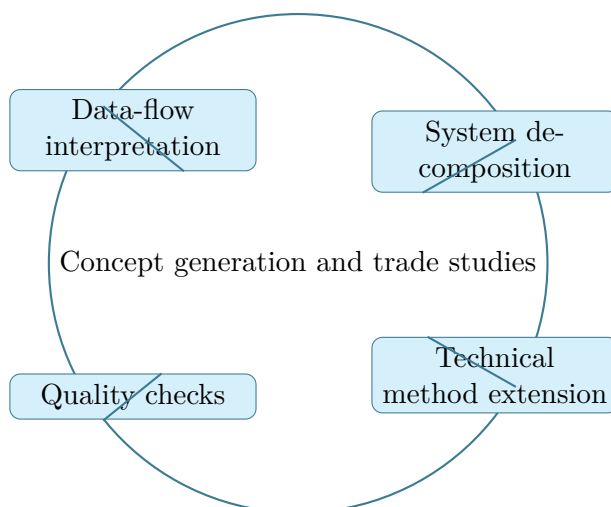 Data-flow
interpretation
System de-
composition
Concept generation and trade studies
Technical
method extension
Quality checks